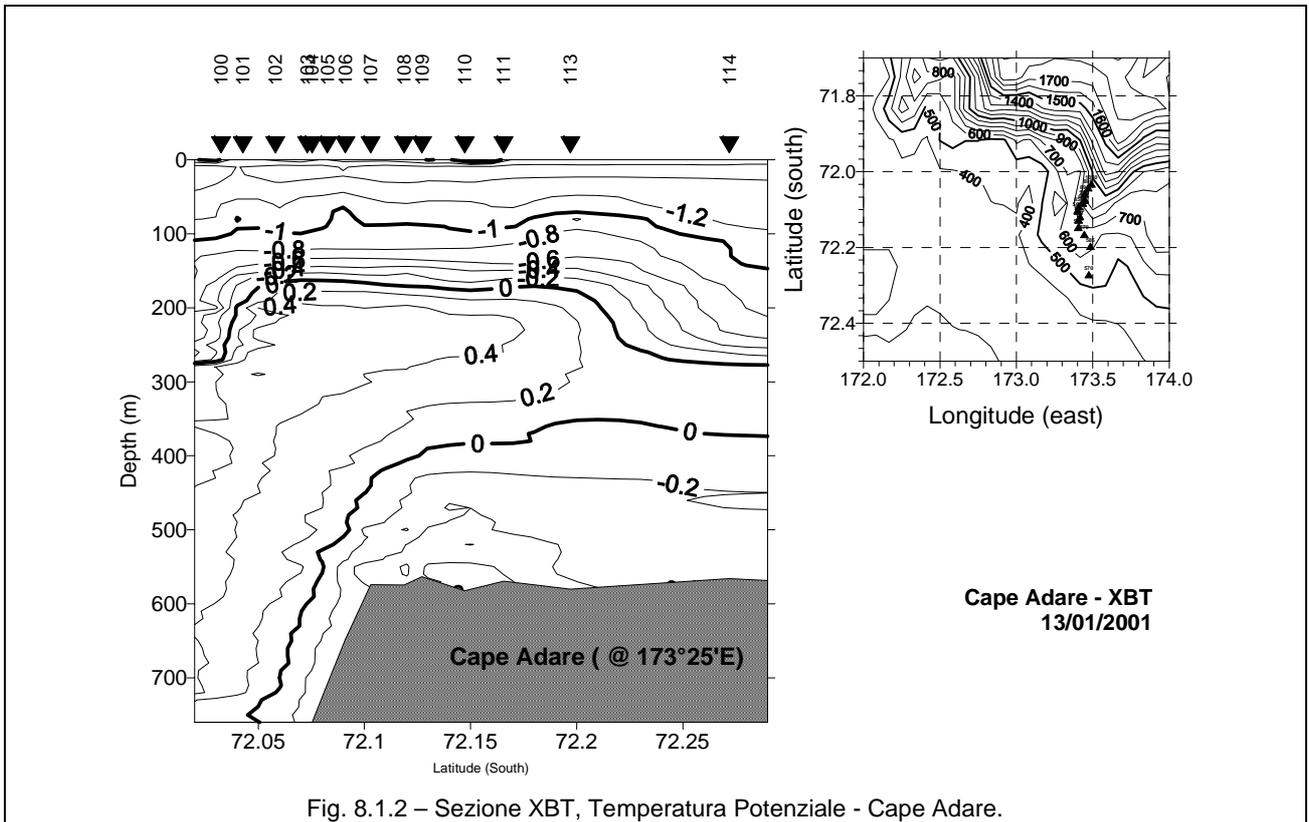 100 101 102 103 104 105 106 107 108 109 110 111 113 114
0
100
200
300
400
500
600
700
Depth (m)
-1 -1 -1.2
-0.8 -0.8
-0.6
-0.4
-0.2
0 0.2 0
0.4
0.4
0.2
0 0
-0.2
Cape Adare ( @ 173°25'E)
72.05 72.1 72.15 72.2 72.25
Latitude (South)
71.8
72.0
72.2
72.4
Latitude (south)
800 1700
500 1400 1500 1600
600 1000 900
700
400
400 700
600
500
172.0 172.5 173.0 173.5 174.0
Longitude (east)
Cape Adare - XBT
13/01/2001
Fig. 8.1.2 – Sezione XBT, Temperatura Potenziale - Cape Adare.